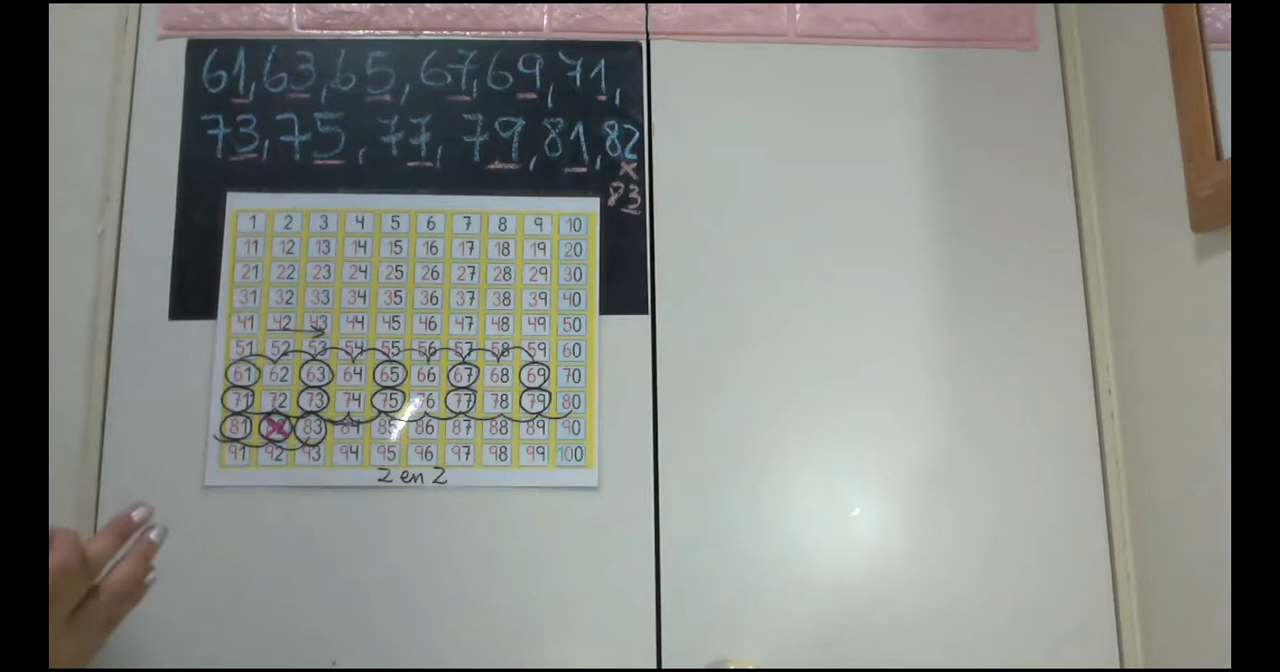 61, 63, 65, 67, 69, 71,
73, 75, 77, 79, 81, 82
x
83
1 2 3 4 5 6 7 8 9 10
11 12 13 14 15 16 17 18 19 20
21 22 23 24 25 26 27 28 29 30
31 32 33 34 35 36 37 38 39 40
41 42 43 44 45 46 47 48 49 50
51 52 53 54 55 56 57 58 59 60
61 62 63 64 65 66 67 68 69 70
71 72 73 74 75 76 77 78 79 80
81 82 83 84 85 86 87 88 89 90
91 92 93 94 95 96 97 98 99 100
2 en 2